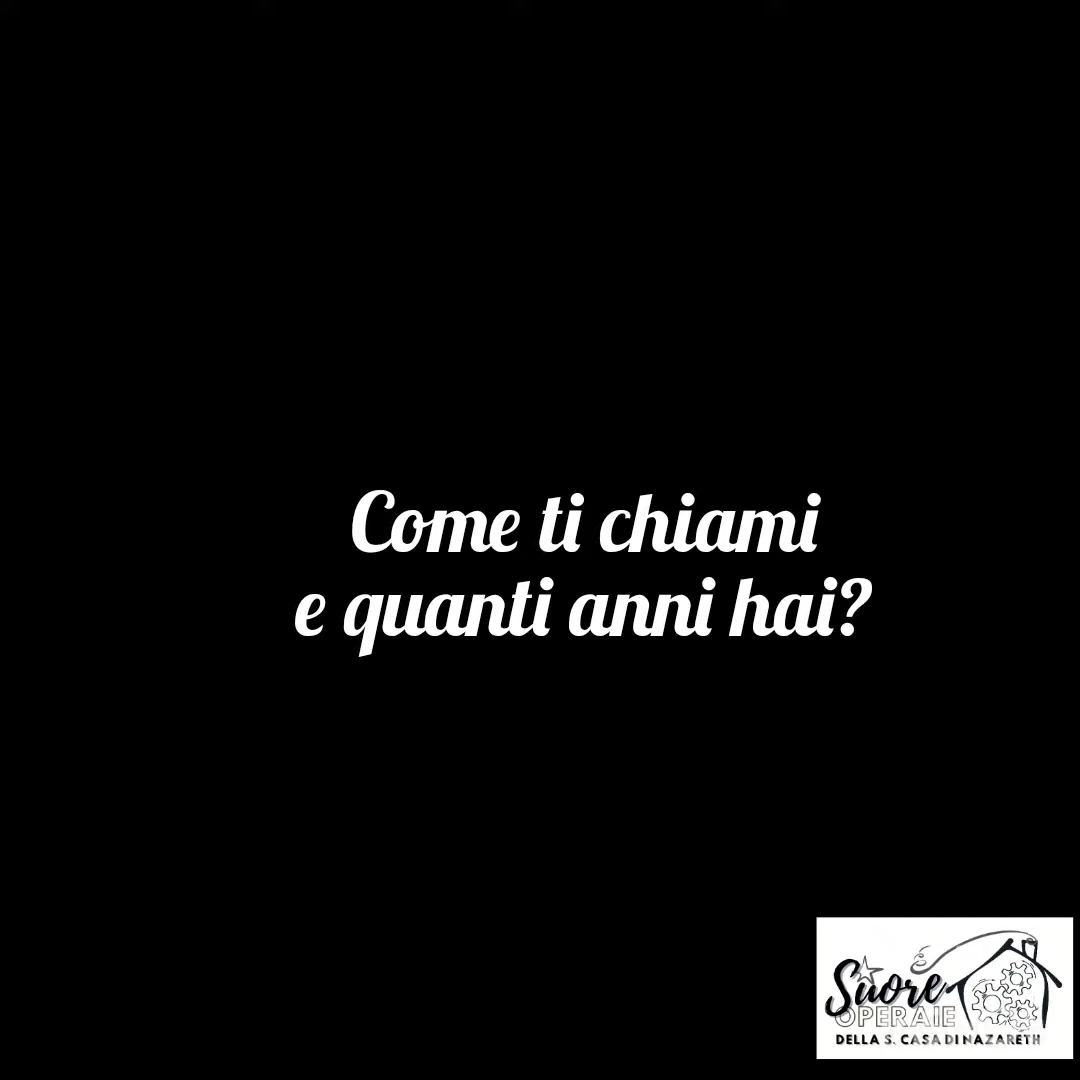 Come ti chiami
e quanti anni hai?
Suore
OPERAIE
DELLA S. CASA DI NAZARETH